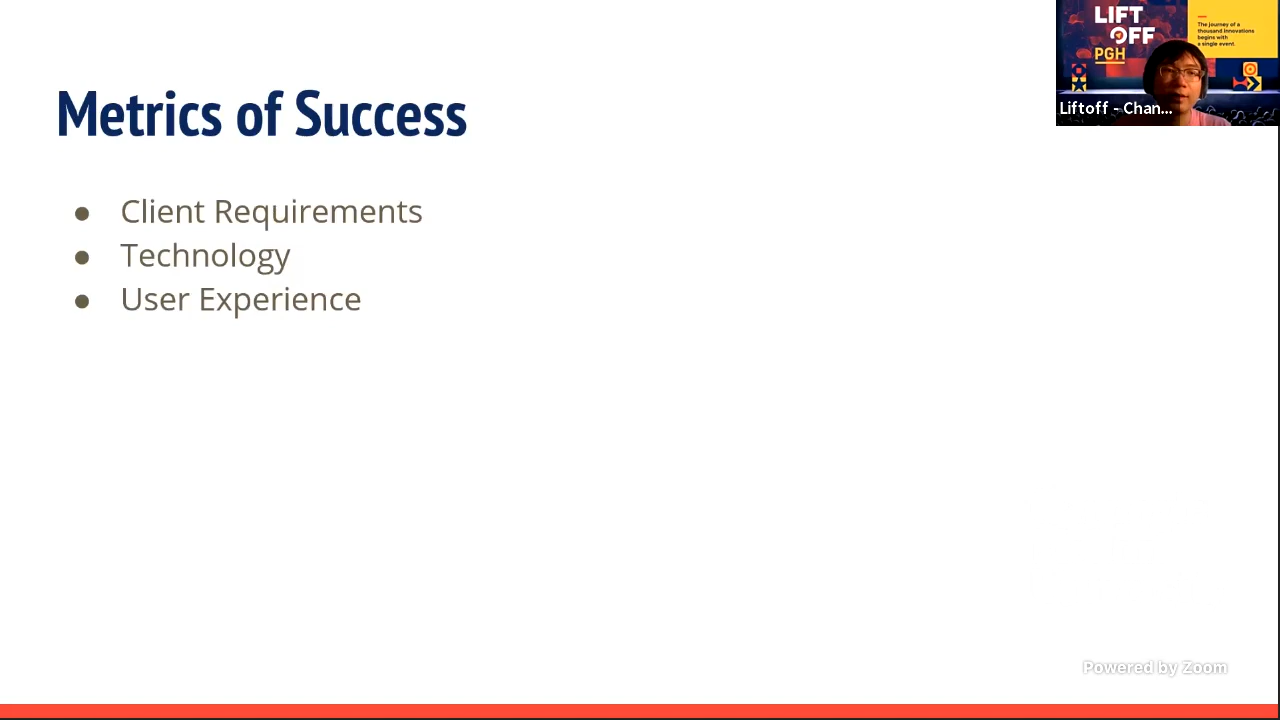 Metrics of Success
● Client Requirements
● Technology
● User Experience
LIFT
OFF
PGH
The journey of a
thousand innovations
begins with
a single event.
Liftoff - Chan...
Powered by Zoom